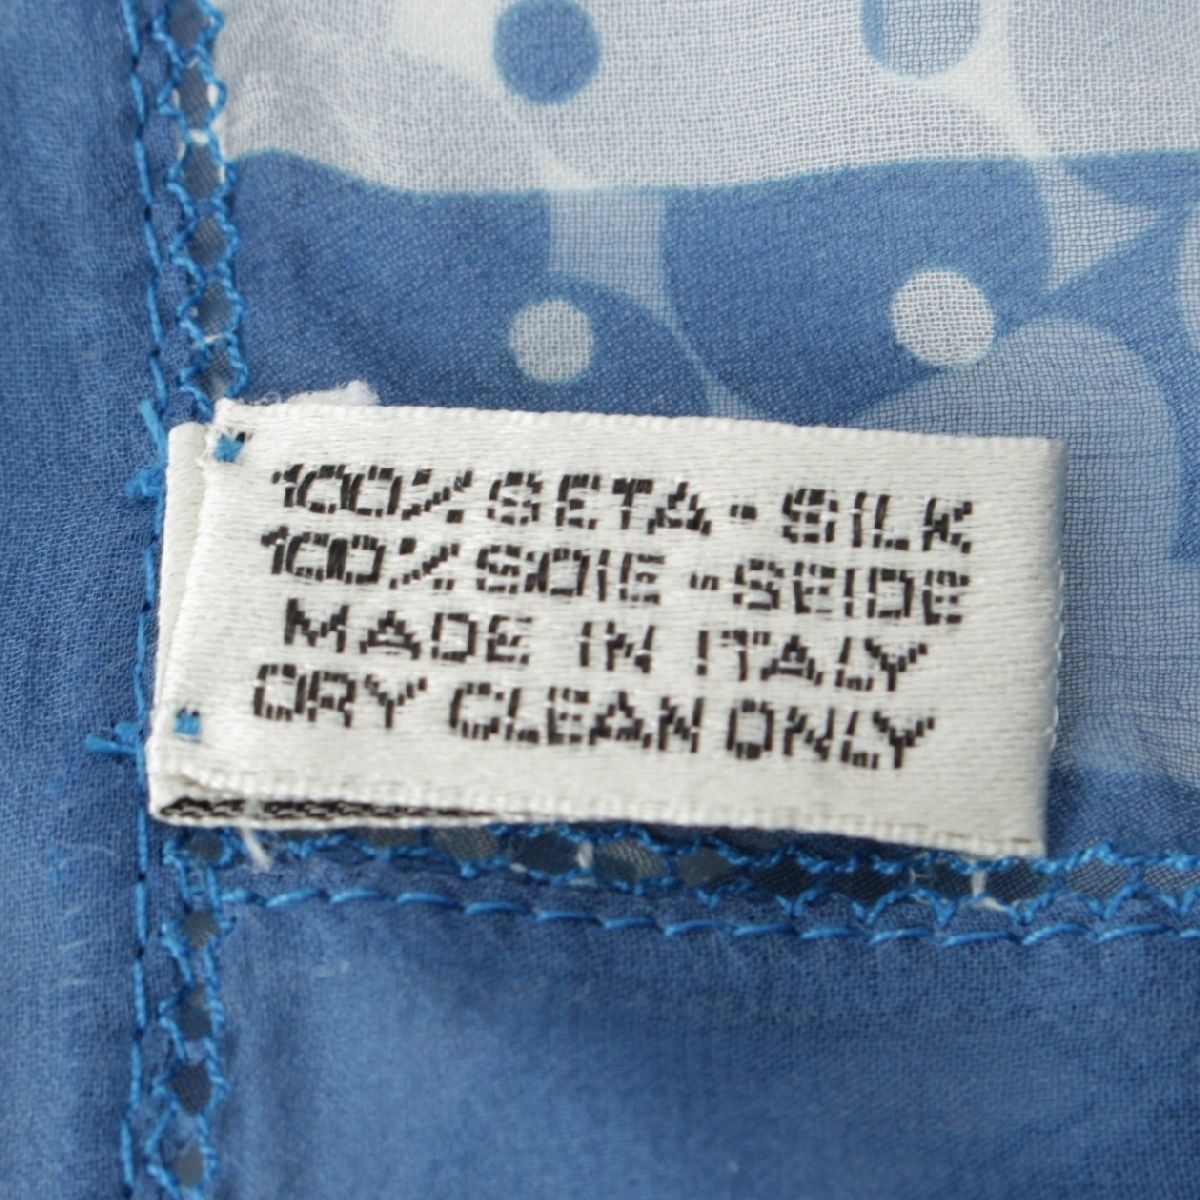 100% SETA - SILK
100% SOIE - SEIDE
MADE IN ITALY
DRY CLEAN ONLY